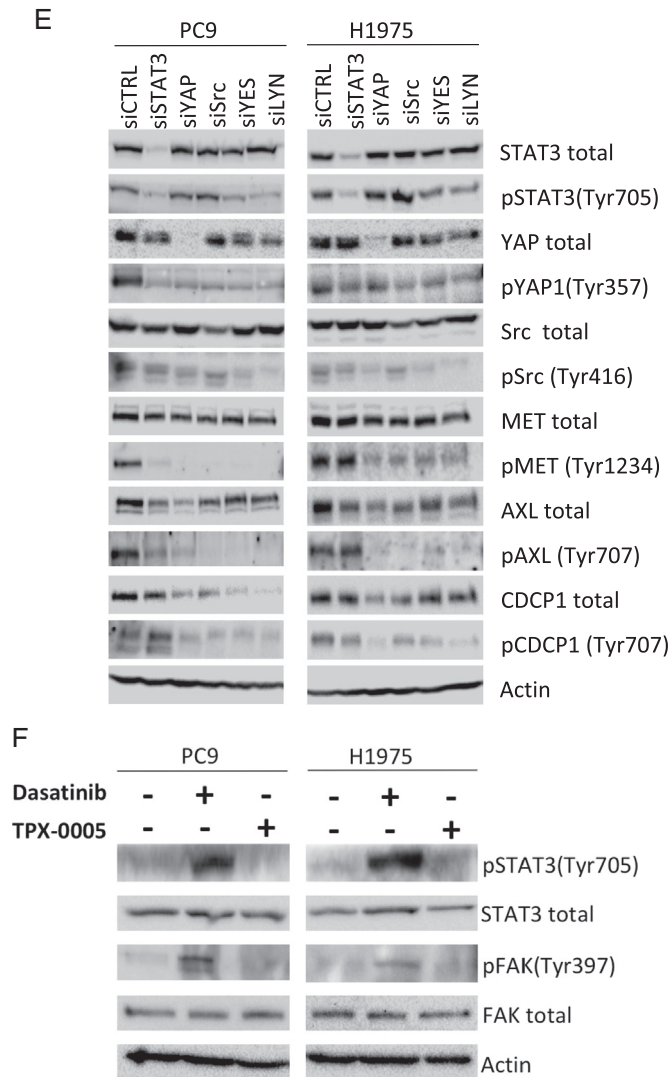 E
PC9 H1975
siCTRL siSTAT3 siYAP siSrc siYES siLYN siCTRL siSTAT3 siYAP siSrc siYES siLYN
STAT3 total
pSTAT3(Tyr705)
YAP total
pYAP1(Tyr357)
Src total
pSrc (Tyr416)
MET total
pMET (Tyr1234)
AXL total
pAXL (Tyr707)
CDCP1 total
pCDCP1 (Tyr707)
Actin
F
PC9 H1975
Dasatinib - + - - + -
TPX-0005 - - + - - +
pSTAT3(Tyr705)
STAT3 total
pFAK(Tyr397)
FAK total
Actin